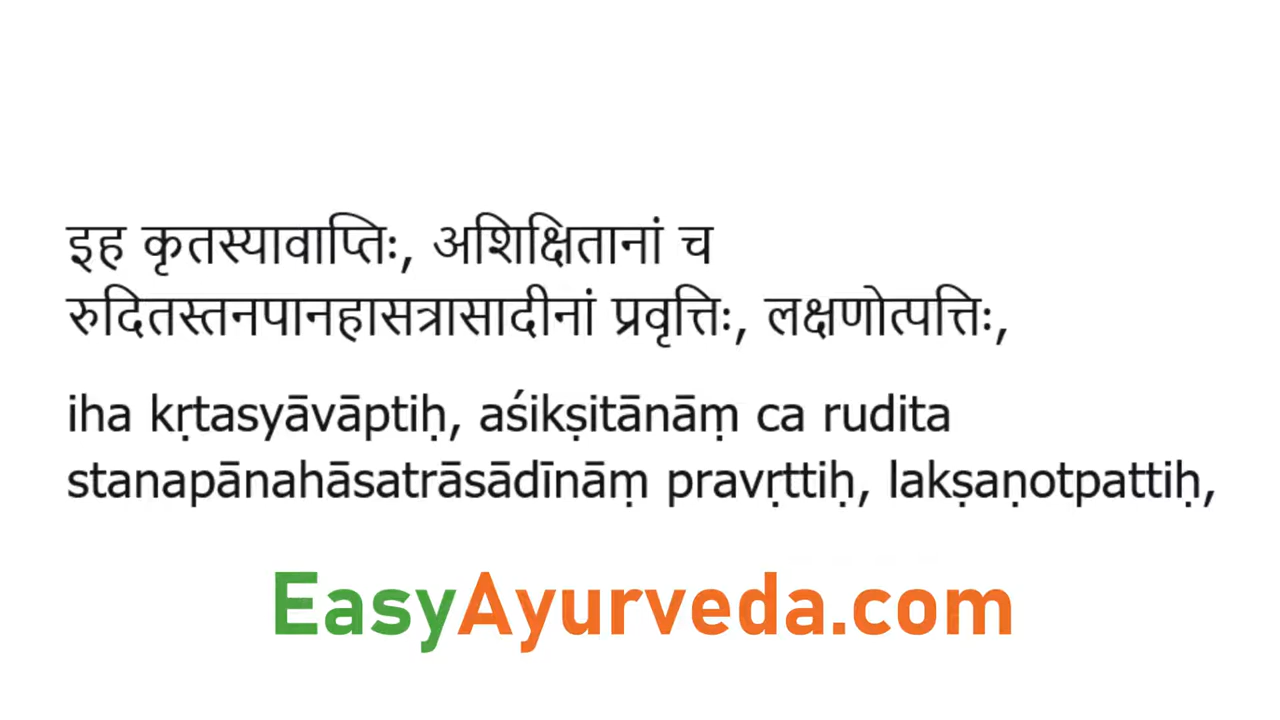 इह कृतस्यावाप्तिः, अशिक्षितानां च
रुदितस्तनपानहासत्रासादीनां प्रवृत्तिः, लक्षणोत्पत्तिः,
iha kṛtasyāvāptiḥ, aśikṣitānāṃ ca rudita
stanapānahāsatrāsādīnāṃ pravṛttiḥ, lakṣaṇotpattiḥ,
EasyAyurveda.com